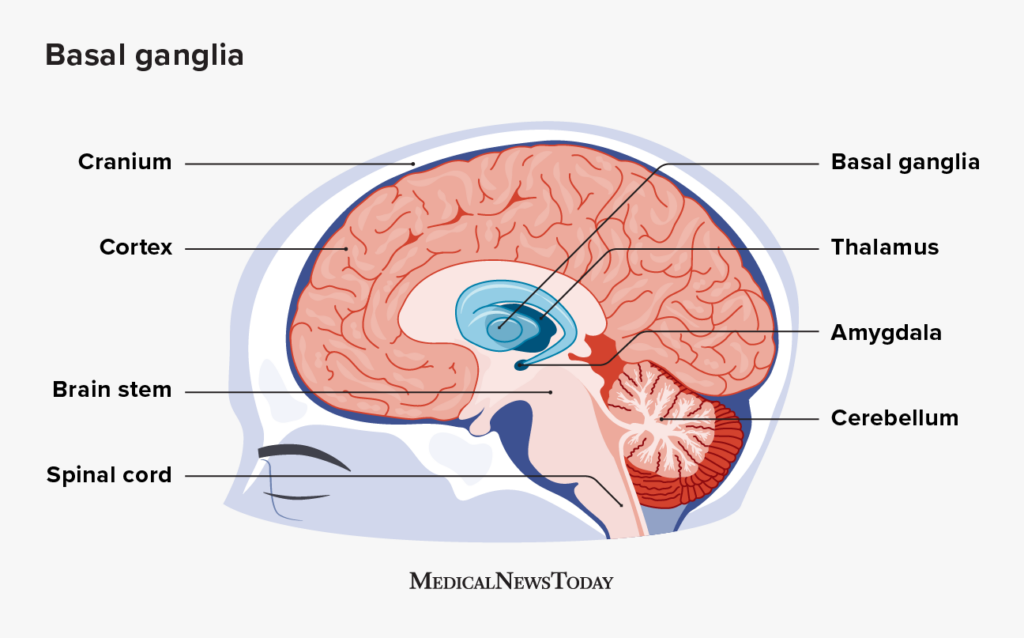 Basal ganglia
Cranium
Cortex
Brain stem
Spinal cord
Basal ganglia
Thalamus
Amygdala
Cerebellum
MEDICALNEWSTODAY